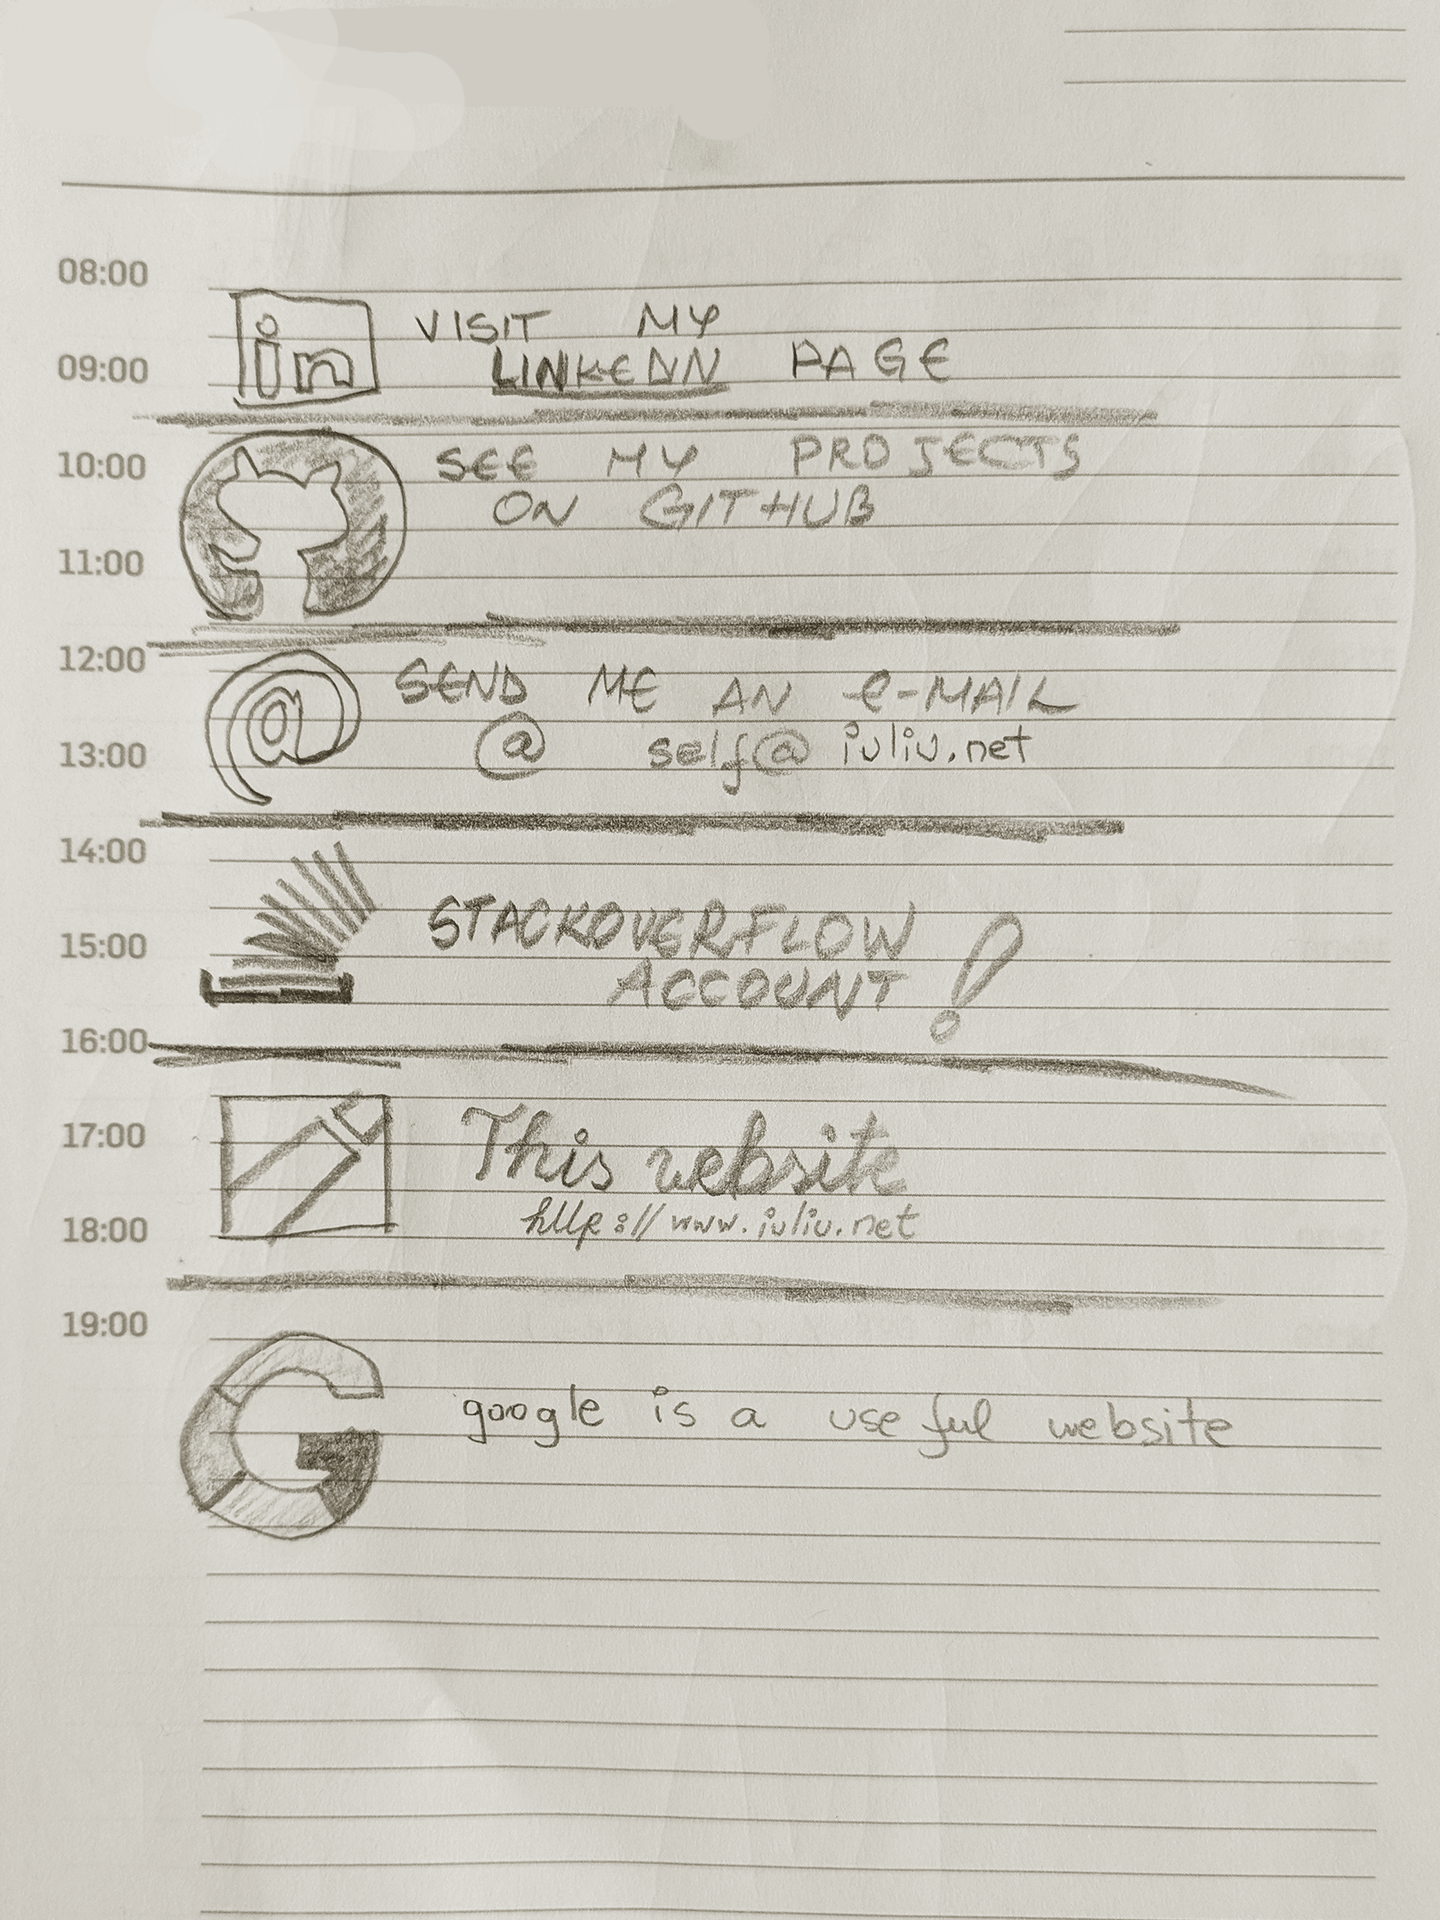 08:00
in VISIT MY
09:00 LINKEDIN PAGE
10:00 SEE MY PROJECTS
ON GITHUB
11:00
12:00 @ SEND ME AN e-MAIL
13:00 @ self@iuliu.net
14:00
15:00 STACKOVERFLOW
ACCOUNT !
16:00
17:00 This website
18:00 http://www.iuliu.net
19:00
G google is a useful website